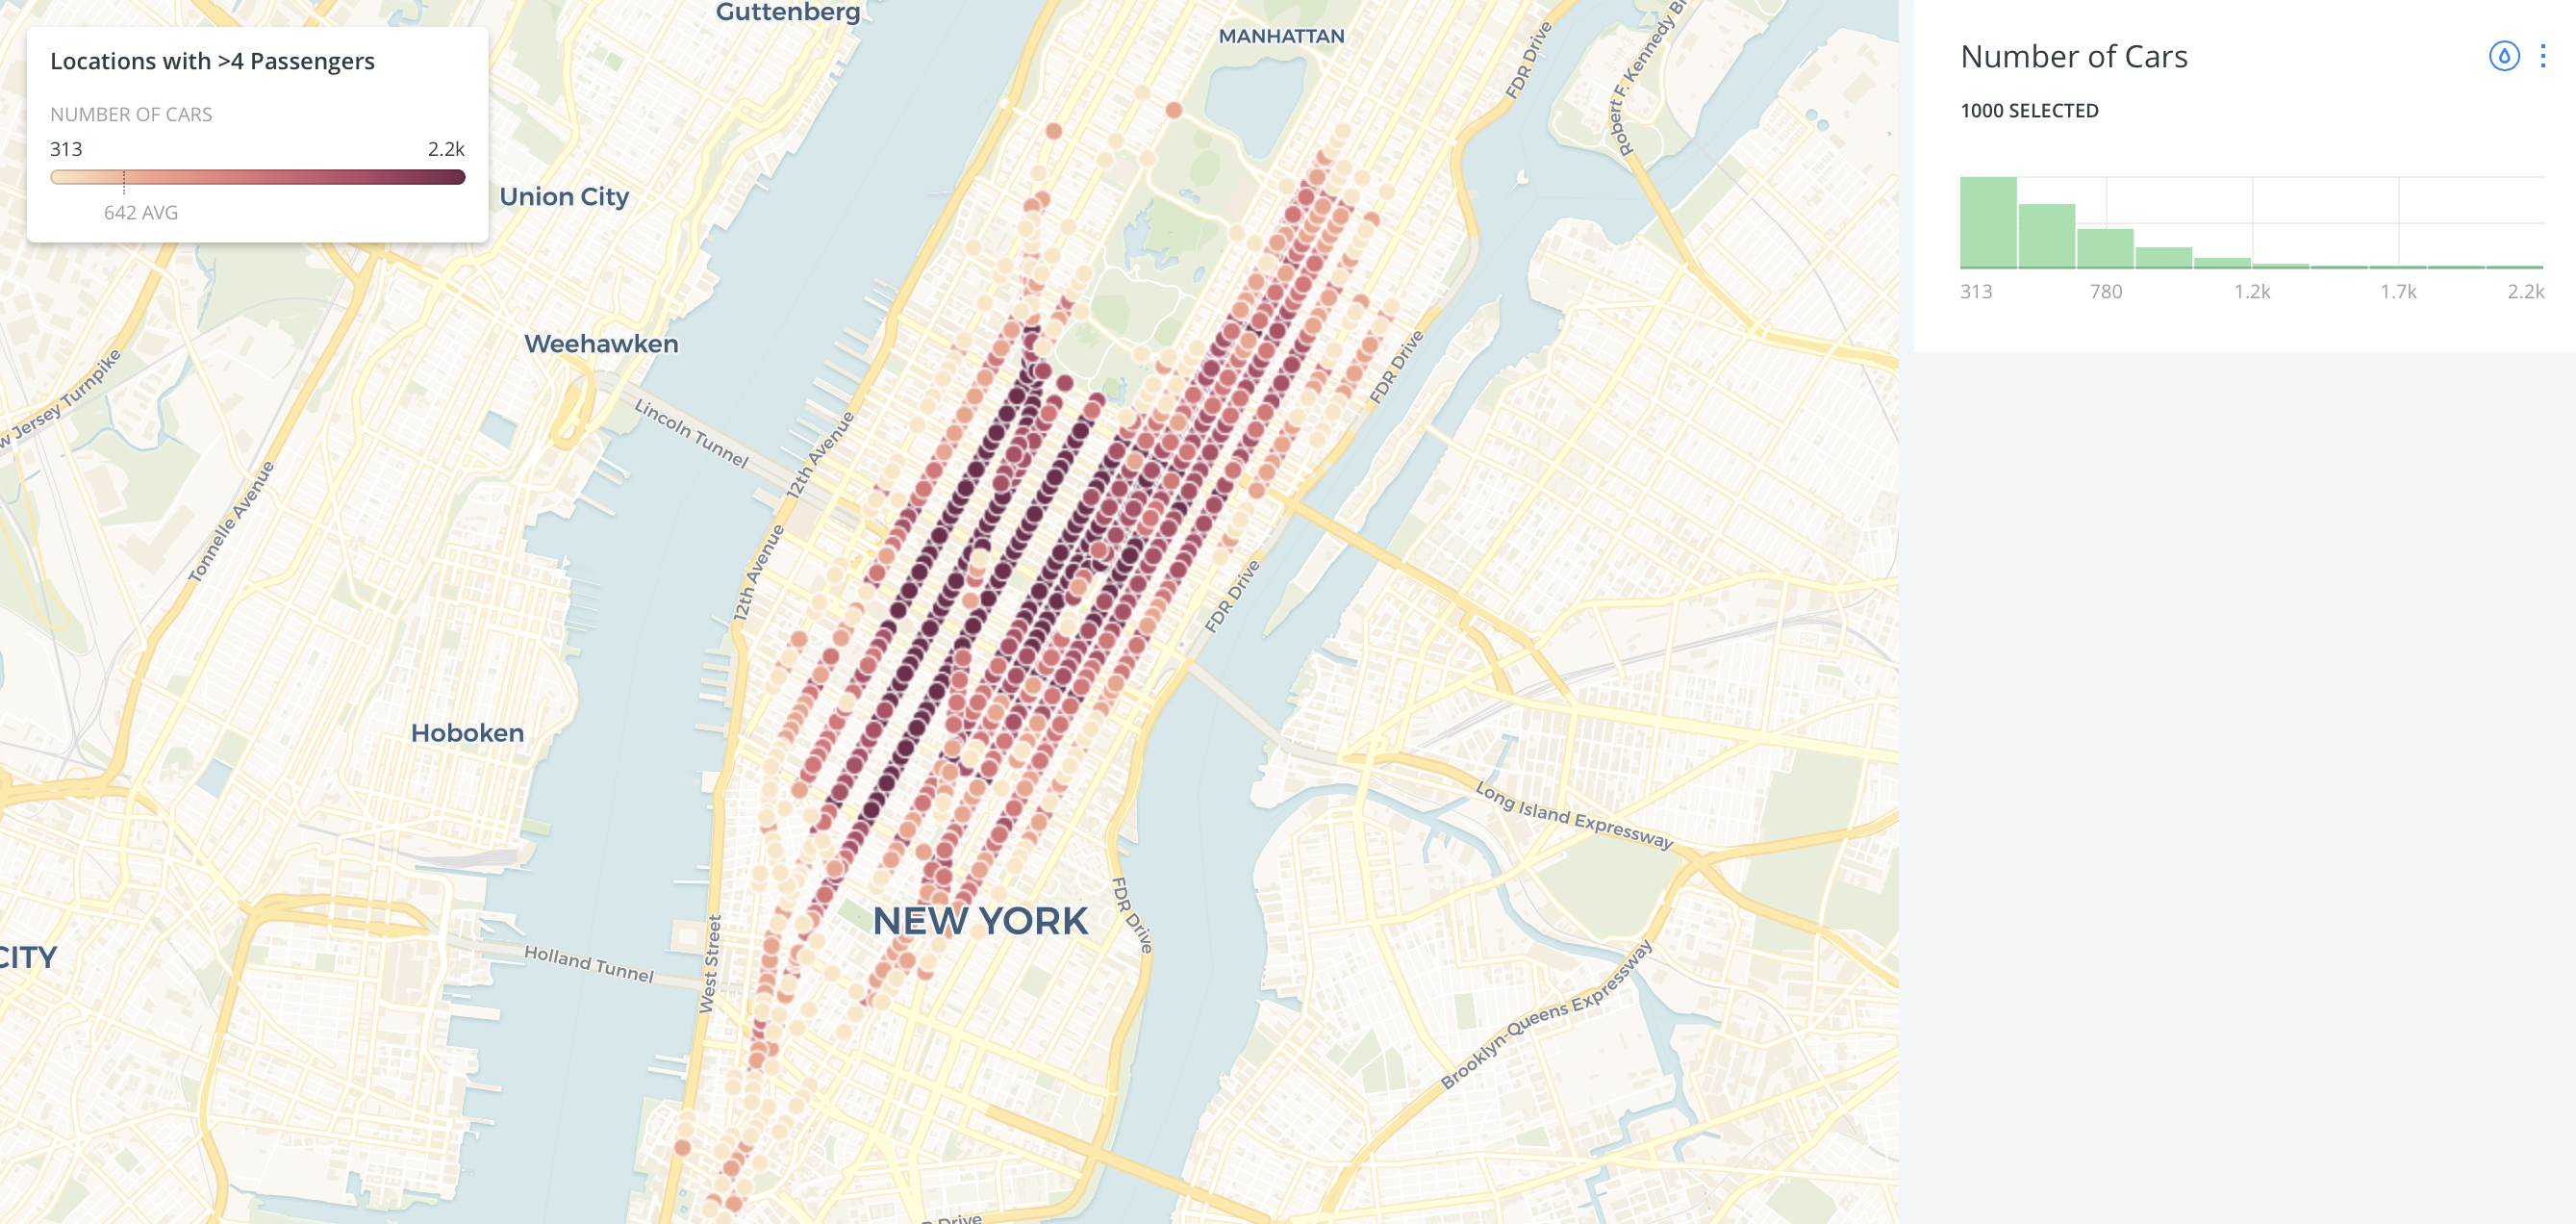 Locations with >4 Passengers
NUMBER OF CARS
313 2.2k
642 AVG
Guttenberg
MANHATTAN
FDR Drive
Robert F. Kennedy Br
Union City
Weehawken
w Jersey Turnpike
Lincoln Tunnel
12th Avenue
FDR Drive
Tonnelle Avenue
12th Avenue
FDR Drive
Hoboken
Long Island Expressway
NEW YORK
FDR Drive
CITY
Holland Tunnel
West Street
Brooklyn-Queens Expressway
Drive
Number of Cars
1000 SELECTED
313 780 1.2k 1.7k 2.2k